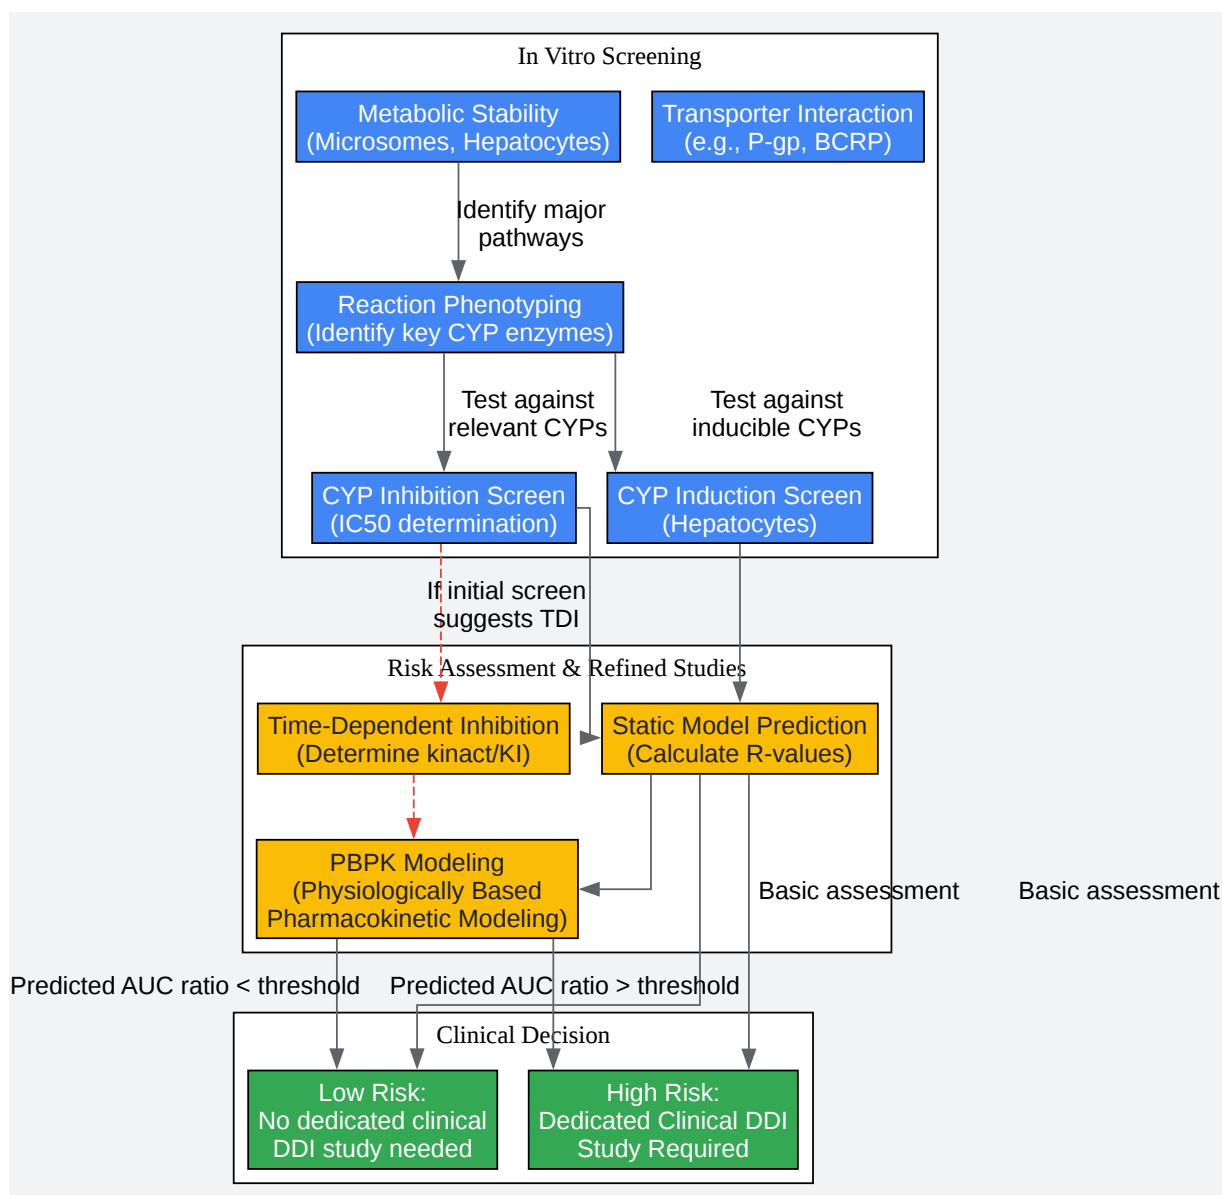 In Vitro Screening
Metabolic Stability
(Microsomes, Hepatocytes)
Transporter Interaction
(e.g., P-gp, BCRP)
Identify major
pathways
Reaction Phenotyping
(Identify key CYP enzymes)
Test against
relevant CYPs
Test against
inducible CYPs
CYP Inhibition Screen
(IC50 determination)
CYP Induction Screen
(Hepatocytes)
If initial screen
suggests TDI
Risk Assessment & Refined Studies
Time-Dependent Inhibition
(Determine kinact/KI)
Static Model Prediction
(Calculate R-values)
PBPK Modeling
(Physiologically Based
Pharmacokinetic Modeling)
Basic assessment
Basic assessment
Predicted AUC ratio < threshold
Predicted AUC ratio > threshold
Clinical Decision
Low Risk:
No dedicated clinical
DDI study needed
High Risk:
Dedicated Clinical DDI
Study Required